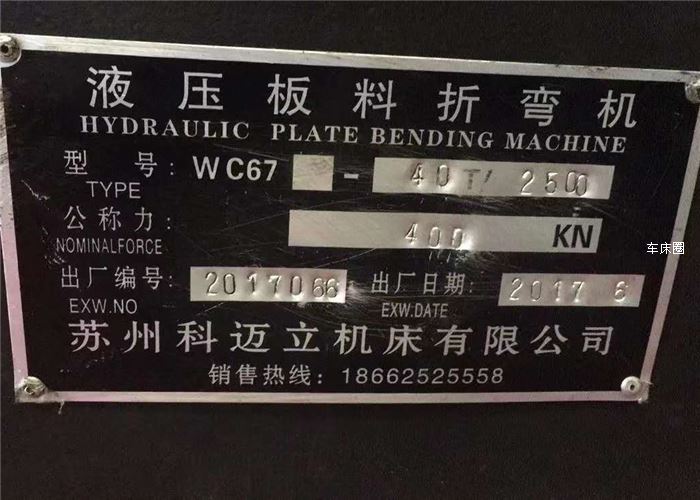 液压板料折弯机
HYDRAULIC PLATE BENDING MACHINE
型 号: WC67 - 40T/ 2500
TYPE
公称力: 400 KN
NOMINALFORCE
出厂编号: 2017066 出厂日期: 2017 6
EXW.NO EXW.DATE
苏州科迈立机床有限公司
销售热线: 18662525558
车床圈